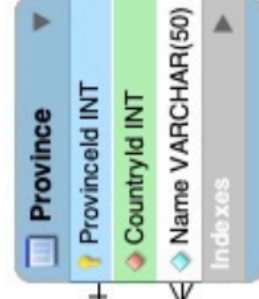 Province
ProvinceId INT
CountryId INT
Name VARCHAR(50)
Indexes